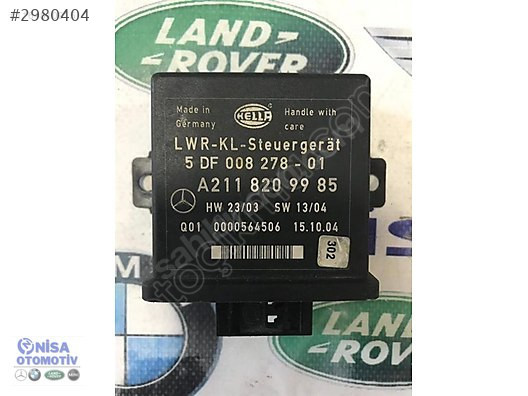 #2980404
LAND
ROVER
Made in
Germany
HELLA
Handle with
care
LWR-KL-Steuergerät
5 DF 008 278 - 01
A211 820 99 85
HW 23/03 SW 13/04
Q01 0000564506 15.10.04
302
NİSA
OTOMOTİV
LAND
ROVER